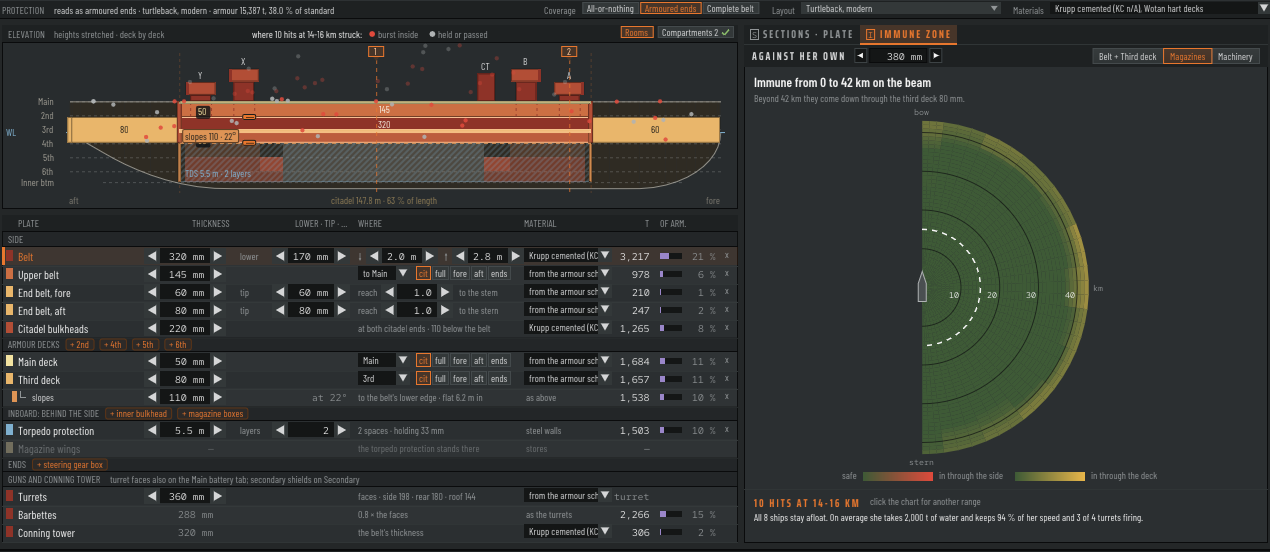 PROTECTION reads as armoured ends · turtleback, modern · armour 15,387 t, 38.0 % of standard Coverage All-or-nothing Armoured ends Complete belt Layout Turtleback, modern Materials Krupp cemented (KC n/A), Wotan hart decks
ELEVATION heights stretched · deck by deck where 10 hits at 14-16 km struck: burst inside held or passed Rooms Compartments 2
1 2
Y X CT B A
Main
2nd
3rd
4th
5th
6th
Inner btm
WL
50 145
320
80 60
slopes 110 · 22°
TDS 5.5 m · 2 layers
aft citadel 147.8 m · 63 % of length fore
PLATE THICKNESS LOWER · TIP · ... WHERE MATERIAL T OF ARM.
SIDE
Belt 320 mm lower 170 mm ↓ 2.0 m ↑ 2.8 m Krupp cemented (KC 3,217 21 % x
Upper belt 145 mm to Main cit full fore aft ends from the armour sch 978 6 % x
End belt, fore 60 mm tip 60 mm reach 1.0 to the stern from the armour sch 210 1 % x
End belt, aft 80 mm tip 80 mm reach 1.0 to the stern from the armour sch 247 2 % x
Citadel bulkheads 220 mm at both citadel ends · 110 below the belt Krupp cemented (KC 1,265 8 % x
ARMOUR DECKS + 2nd + 4th + 5th + 6th
Main deck 50 mm Main cit full fore aft ends from the armour sch 1,684 11 % x
Third deck 80 mm 3rd cit full fore aft ends from the armour sch 1,657 11 % x
slopes 110 mm at 22° to the belt's lower edge · flat 6.2 m in as above 1,538 10 % x
INBOARD: BEHIND THE SIDE + inner bulkhead + magazine boxes
Torpedo protection 5.5 m layers 2 2 spaces · holding 33 mm steel walls 1,503 10 % x
Magazine wings — the torpedo protection stands there stores —
ENDS + steering gear box
GUNS AND CONNING TOWER turret faces also on the Main battery tab; secondary shields on Secondary
Turrets 360 mm faces · side 198 · rear 180 · roof 144 from the armour sch turret
Barbettes 288 mm 0.8 × the faces as the turrets 2,266 15 %
Conning tower 320 mm the belt's thickness Krupp cemented (KC 306 2 %
S SECTIONS · PLATE I IMMUNE ZONE
AGAINST HER OWN 380 mm Belt + Third deck Magazines Machinery
Immune from 0 to 42 km on the beam
Beyond 42 km they come down through the third deck 80 mm.
bow
10 20 30 40 km
stern
safe in through the side in through the deck
10 HITS AT 14-16 KM click the chart for another range
All 8 ships stay afloat. On average she takes 2,000 t of water and keeps 94 % of her speed and 3 of 4 turrets firing.